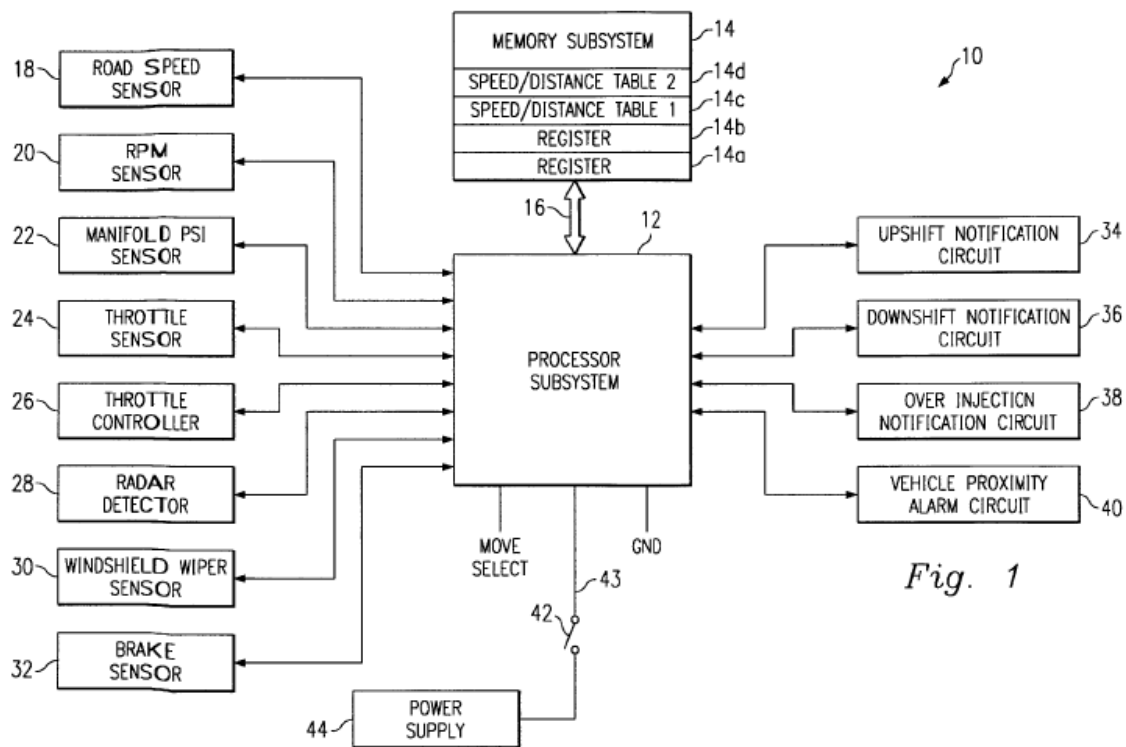 MEMORY SUBSYSTEM
14
SPEED/DISTANCE TABLE 2
14d
SPEED/DISTANCE TABLE 1
14c
REGISTER
14b
REGISTER
14a
10
18
ROAD SPEED
SENSOR
20
RPM
SENSOR
22
MANIFOLD PSI
SENSOR
24
THROTTLE
SENSOR
26
THROTTLE
CONTROLLER
28
RADAR
DETECTOR
30
WINDSHIELD WIPER
SENSOR
32
BRAKE
SENSOR
16
12
PROCESSOR
SUBSYSTEM
MOVE
SELECT
GND
43
42
44
POWER
SUPPLY
UPSHIFT NOTIFICATION
CIRCUIT
34
DOWNSHIFT NOTIFICATION
CIRCUIT
36
OVER INJECTION
NOTIFICATION CIRCUIT
38
VEHICLE PROXIMITY
ALARM CIRCUIT
40
Fig. 1